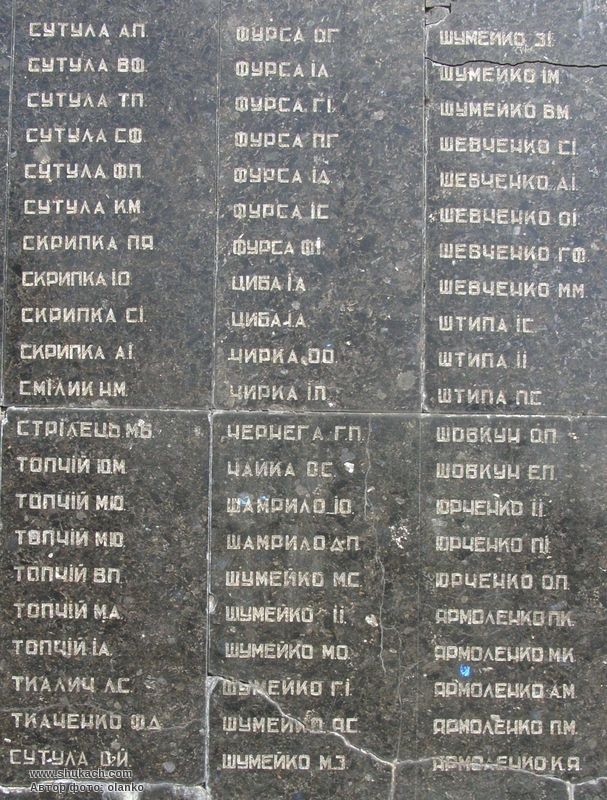 СУТУЛА А.П.
СУТУЛА В.Ф.
СУТУЛА Т.П.
СУТУЛА С.Ф.
СУТУЛА Ф.П.
СУТУЛА К.М.
СКРИПКА П.Я.
СКРИПКА І.О.
СКРИПКА С.І.
СКРИПКА А.І.
СМІЛИК Н.М.
СТРІЛЕЦЬ М.Б.
ТОПЧІЙ Ю.М.
ТОПЧІЙ М.Ю.
ТОПЧІЙ М.Ю.
ТОПЧІЙ В.П.
ТОПЧІЙ М.А.
ТОПЧІЙ І.А.
ТКАЛИЧ Л.С.
ТКАЧЕНКО Ф.Д.
СУТУЛА О.Й.
ФУРСА О.Г.
ФУРСА І.Л.
ФУРСА Г.І.
ФУРСА П.Г.
ФУРСА І.Д.
ФУРСА І.С.
ФУРСА Ф.І.
ЦИБА І.Л.
ЦИБА І.А.
ЧИРКА О.О.
ЧИРКА І.П.
ЧЕРНЕГА Г.П.
ЧАЙКА О.С.
ШАМРИЛО І.О.
ШАМРИЛО Д.П.
ШУМЕЙКО М.С.
ШУМЕЙКО І.І.
ШУМЕЙКО М.О.
ШУМЕЙКО Г.І.
ШУМЕЙКО Я.С.
ШУМЕЙКО М.З.
ШУМЕЙКО З.І.
ШУМЕЙКО І.М.
ШУМЕЙКО В.М.
ШЕВЧЕНКО С.І.
ШЕВЧЕНКО А.І.
ШЕВЧЕНКО О.І.
ШЕВЧЕНКО Г.Ф.
ШЕВЧЕНКО М.М.
ШТИПА І.С.
ШТИПА І.І.
ШТИПА П.С.
ШОВКУН О.П.
ШОВКУН Е.П.
ЮРЧЕНКО І.І.
ЮРЧЕНКО П.І.
ЮРЧЕНКО О.П.
ЯРМОЛЕНКО П.К.
ЯРМОЛЕНКО М.К.
ЯРМОЛЕНКО А.М.
ЯРМОЛЕНКО П.М.
ЯРМОЛЕНКО К.Я.
www.shukach.com
Автор фото: olanko